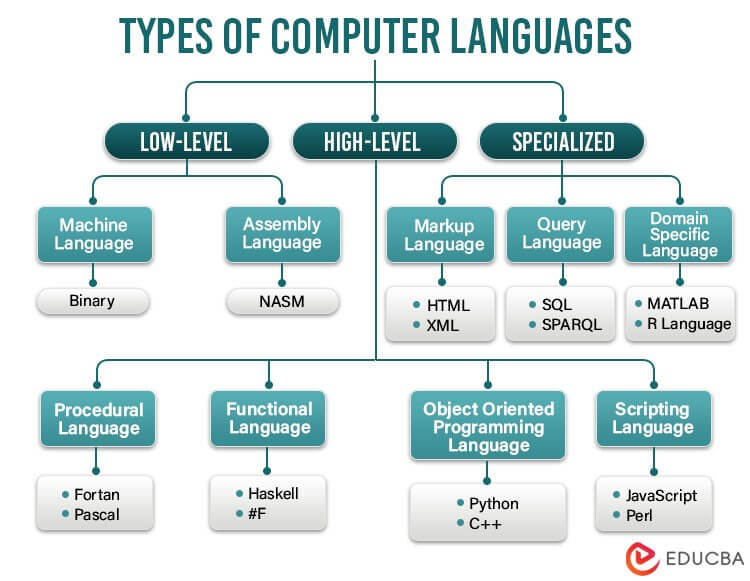 TYPES OF COMPUTER LANGUAGES
LOW-LEVEL
HIGH-LEVEL
SPECIALIZED
Machine
Language
Binary
Assembly
Language
NASM
Markup
Language
HTML
XML
Query
Language
SQL
SPARQL
Domain
Specific
Language
MATLAB
R Language
Procedural
Language
Fortan
Pascal
Functional
Language
Haskell
#F
Object Oriented
Programming
Language
Python
C++
Scripting
Language
JavaScript
Perl
EDUCBA